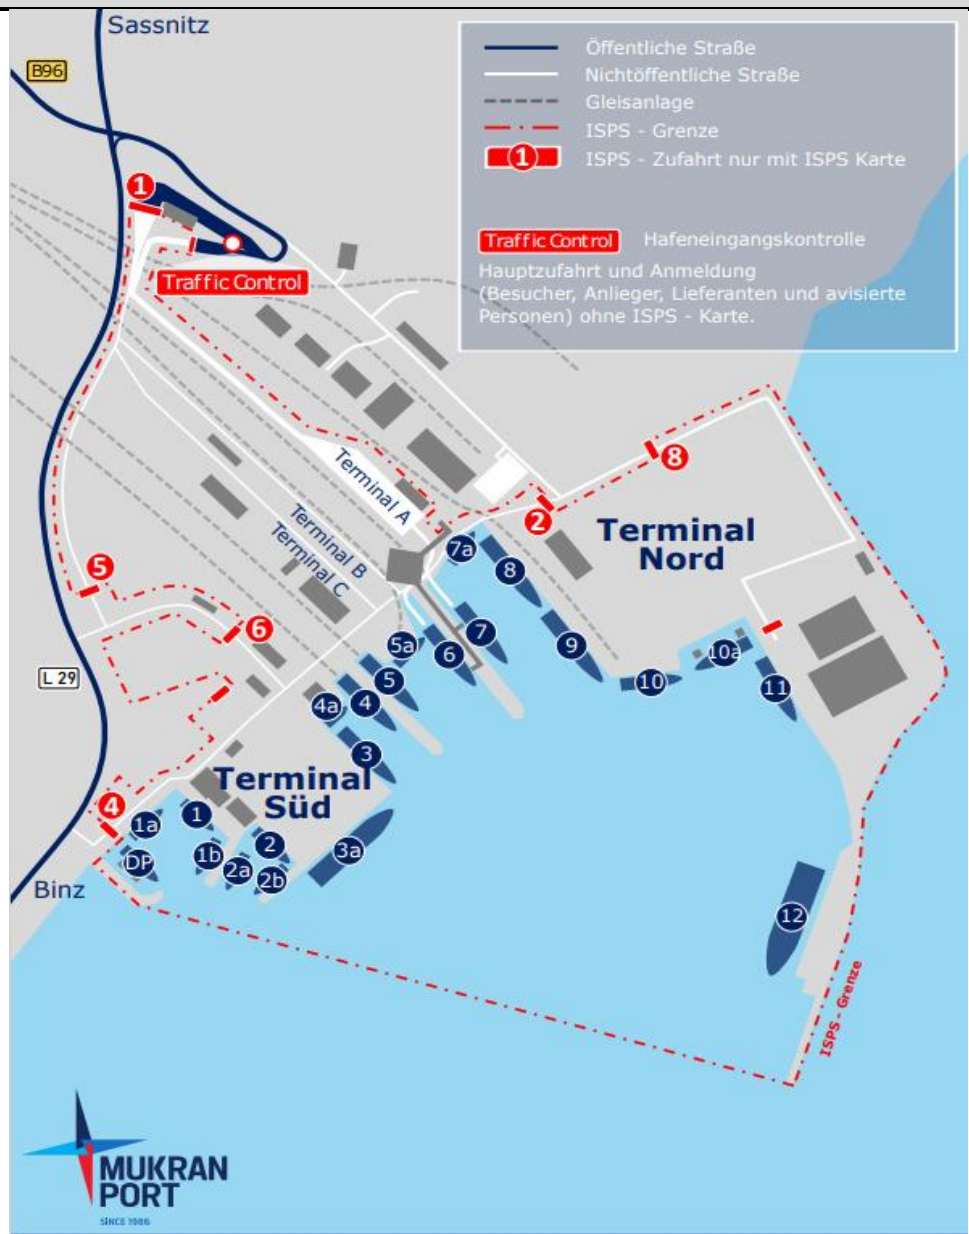 Sassnitz
B96
Öffentliche Straße
Nichtöffentliche Straße
Gleisanlage
ISPS - Grenze
1
ISPS - Zufahrt nur mit ISPS Karte
Traffic Control
Hafeneingangskontrolle
Hauptzufahrt und Anmeldung
(Besucher, Anlieger, Lieferanten und avisierte
Personen) ohne ISPS - Karte.
1
Traffic Control
8
Terminal A
2
Terminal B
Terminal C
Terminal
Nord
7a
8
5
6
7
9
5a
6
10a
10
11
L 29
5
4
4a
3
Terminal
Süd
4
1a
1
2
3a
DP
1b
2a
2b
Binz
12
ISPS - Grenze
MUKRAN
PORT
SINCE 1986